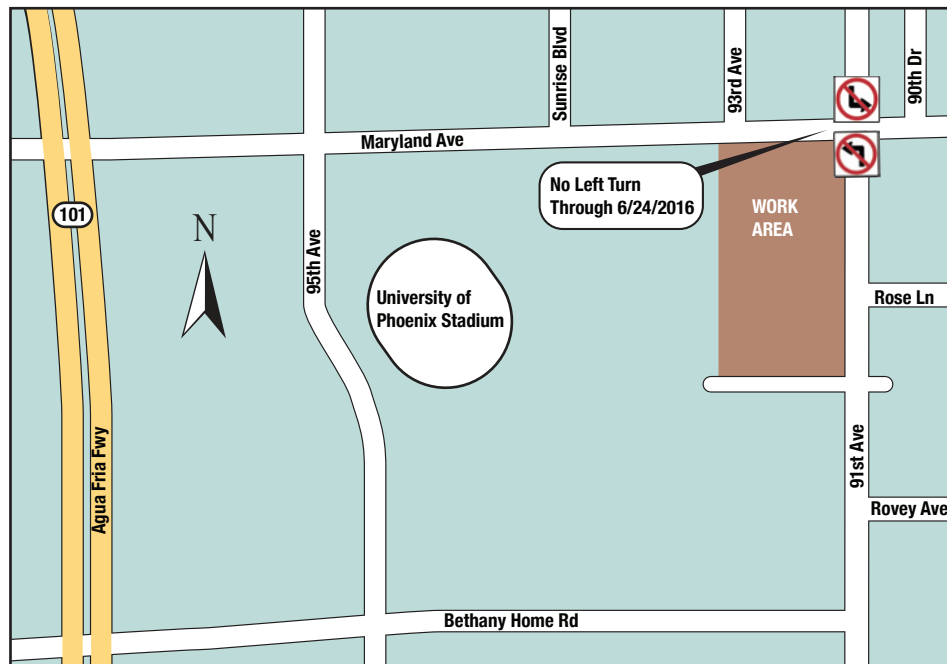 Sunrise Blvd
93rd Ave
90th Dr
Maryland Ave
No Left Turn
Through 6/24/2016
WORK
AREA
101
N
95th Ave
University of
Phoenix Stadium
Rose Ln
91st Ave
Agua Fria Fwy
Rovey Ave
Bethany Home Rd